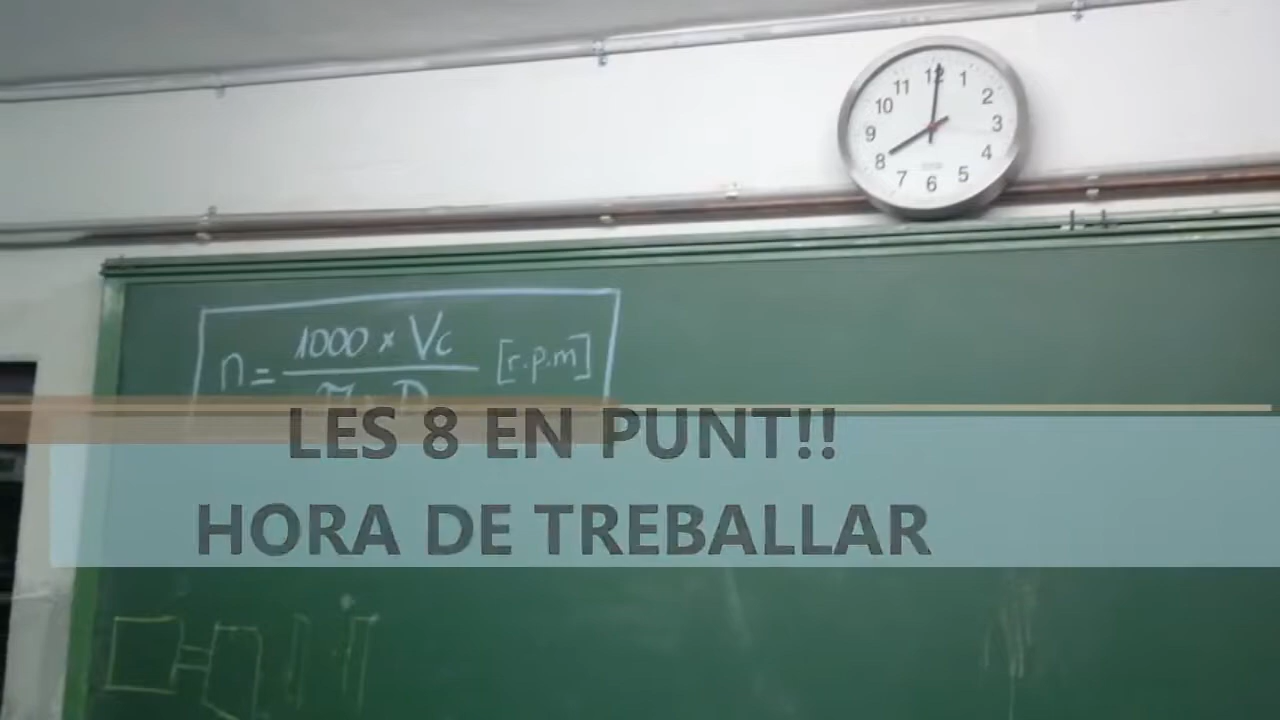 12 1 2 3 4 5 6 7 8 9 10 11
n = 1000 × Vc / π · D [r.p.m]
LES 8 EN PUNT!!
HORA DE TREBALLAR